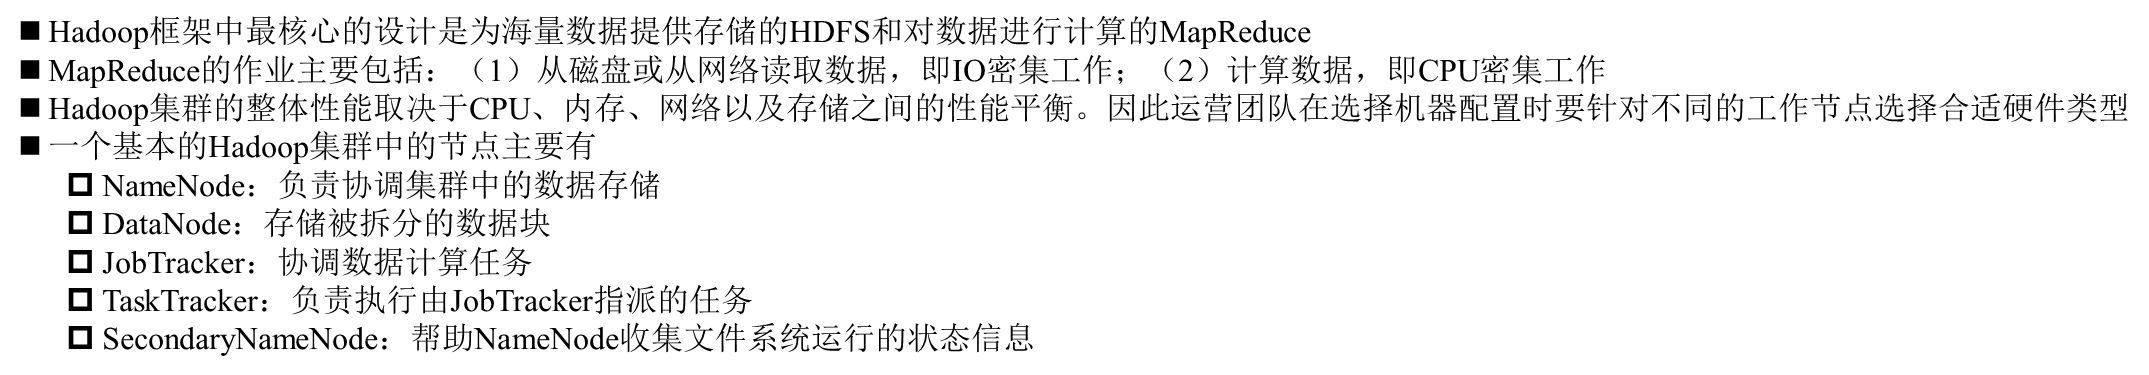 ■ Hadoop框架中最核心的设计是为海量数据提供存储的HDFS和对数据进行计算的MapReduce
■ MapReduce的作业主要包括：（1）从磁盘或从网络读取数据，即IO密集工作；（2）计算数据，即CPU密集工作
■ Hadoop集群的整体性能取决于CPU、内存、网络以及存储之间的性能平衡。因此运营团队在选择机器配置时要针对不同的工作节点选择合适硬件类型
■ 一个基本的Hadoop集群中的节点主要有
❑ NameNode：负责协调集群中的数据存储
❑ DataNode：存储被拆分的数据块
❑ JobTracker：协调数据计算任务
❑ TaskTracker：负责执行由JobTracker指派的任务
❑ SecondaryNameNode：帮助NameNode收集文件系统运行的状态信息